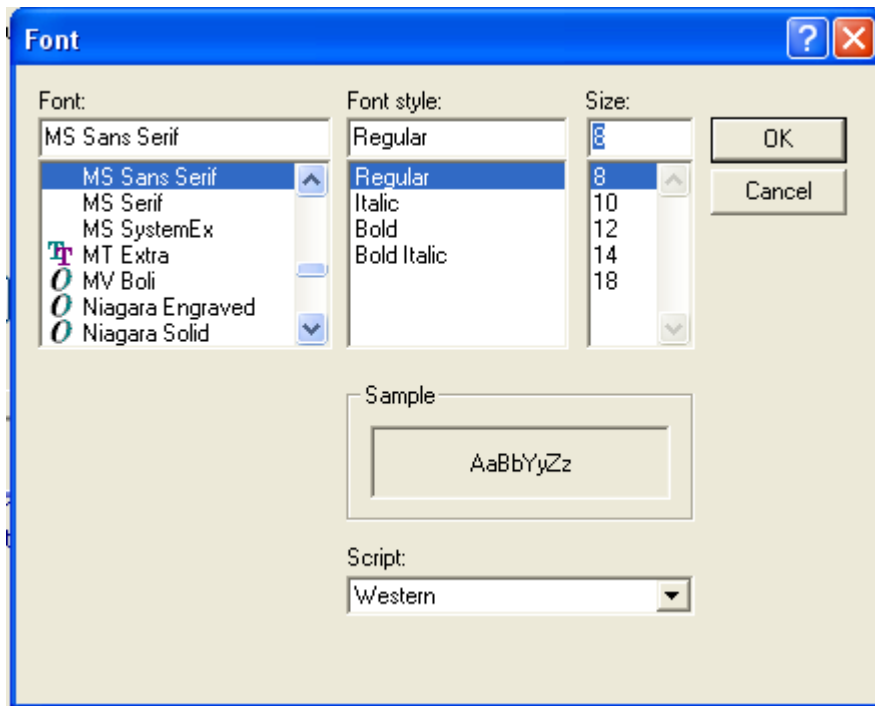 Font
Font:
MS Sans Serif
MS Sans Serif
MS Serif
MS SystemEx
MT Extra
MV Boli
Niagara Engraved
Niagara Solid
Font style:
Regular
Regular
Italic
Bold
Bold Italic
Size:
8
8
10
12
14
18
OK
Cancel
Sample
AaBbYyZz
Script:
Western